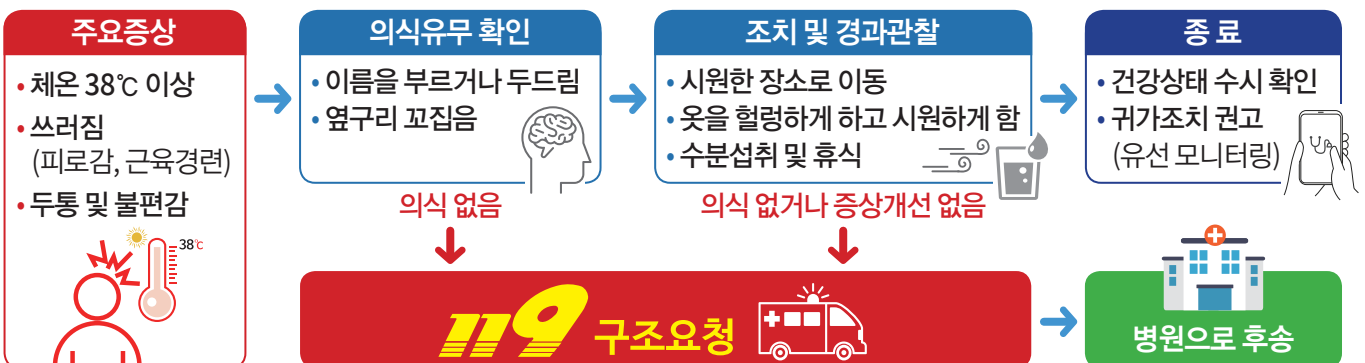 주요증상
• 체온 38℃ 이상
• 쓰러짐
(피로감, 근육경련)
• 두통 및 불편감
38℃
의식유무 확인
• 이름을 부르거나 두드림
• 옆구리 꼬집음
의식 없음
조치 및 경과관찰
• 시원한 장소로 이동
• 옷을 헐렁하게 하고 시원하게 함
• 수분섭취 및 휴식
의식 없거나 증상개선 없음
종 료
• 건강상태 수시 확인
• 귀가조치 권고
(유선 모니터링)
119 구조요청
병원으로 후송